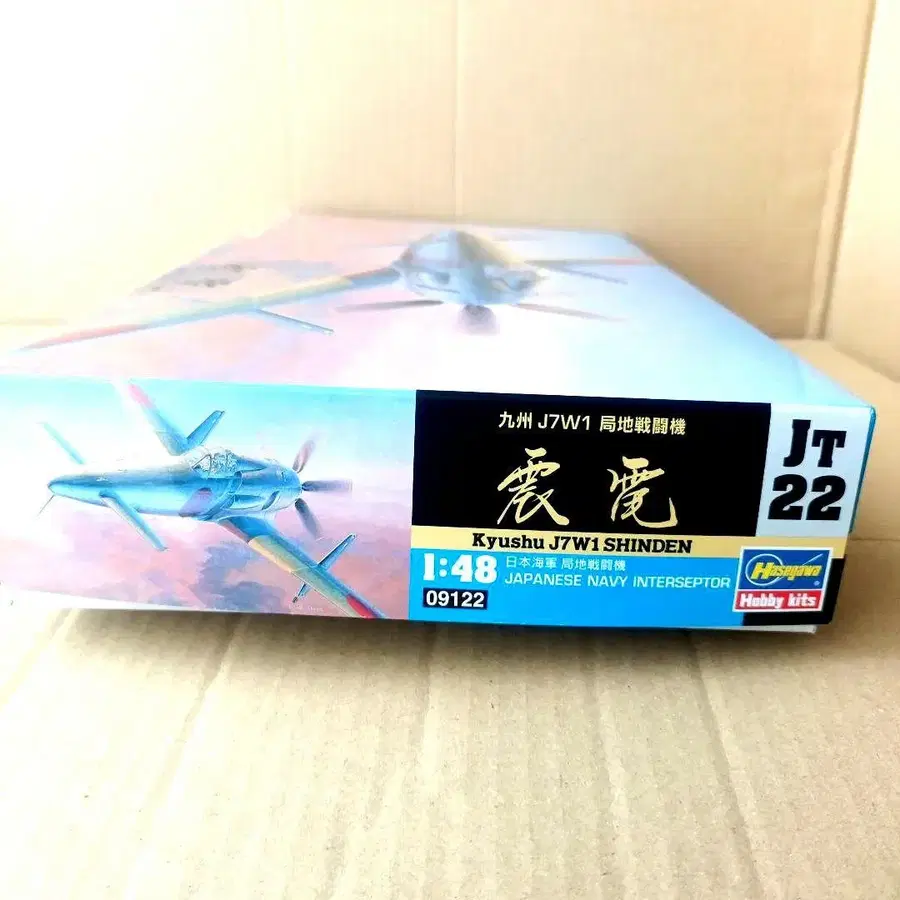 九州 J7W1 局地戦闘機
震電
Kyushu J7W1 SHINDEN
1:48
日本海軍 局地戦闘機
JAPANESE NAVY INTERSEPTOR
09122
JT
22
Hasegawa
Hobby kits